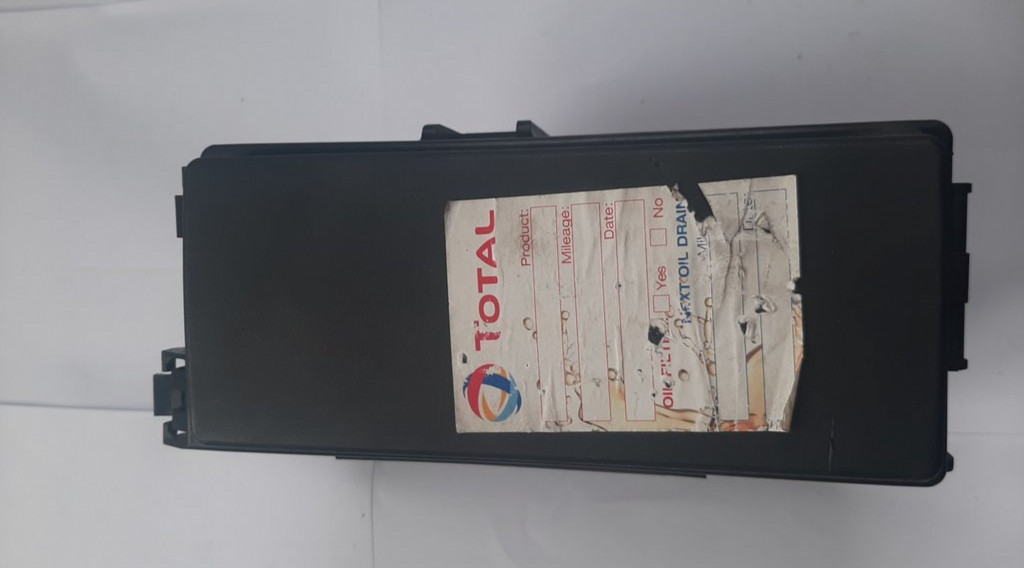 TOTAL
Product:
Mileage:
Date:
OIL FILTER Yes No
NEXT OIL DRAIN